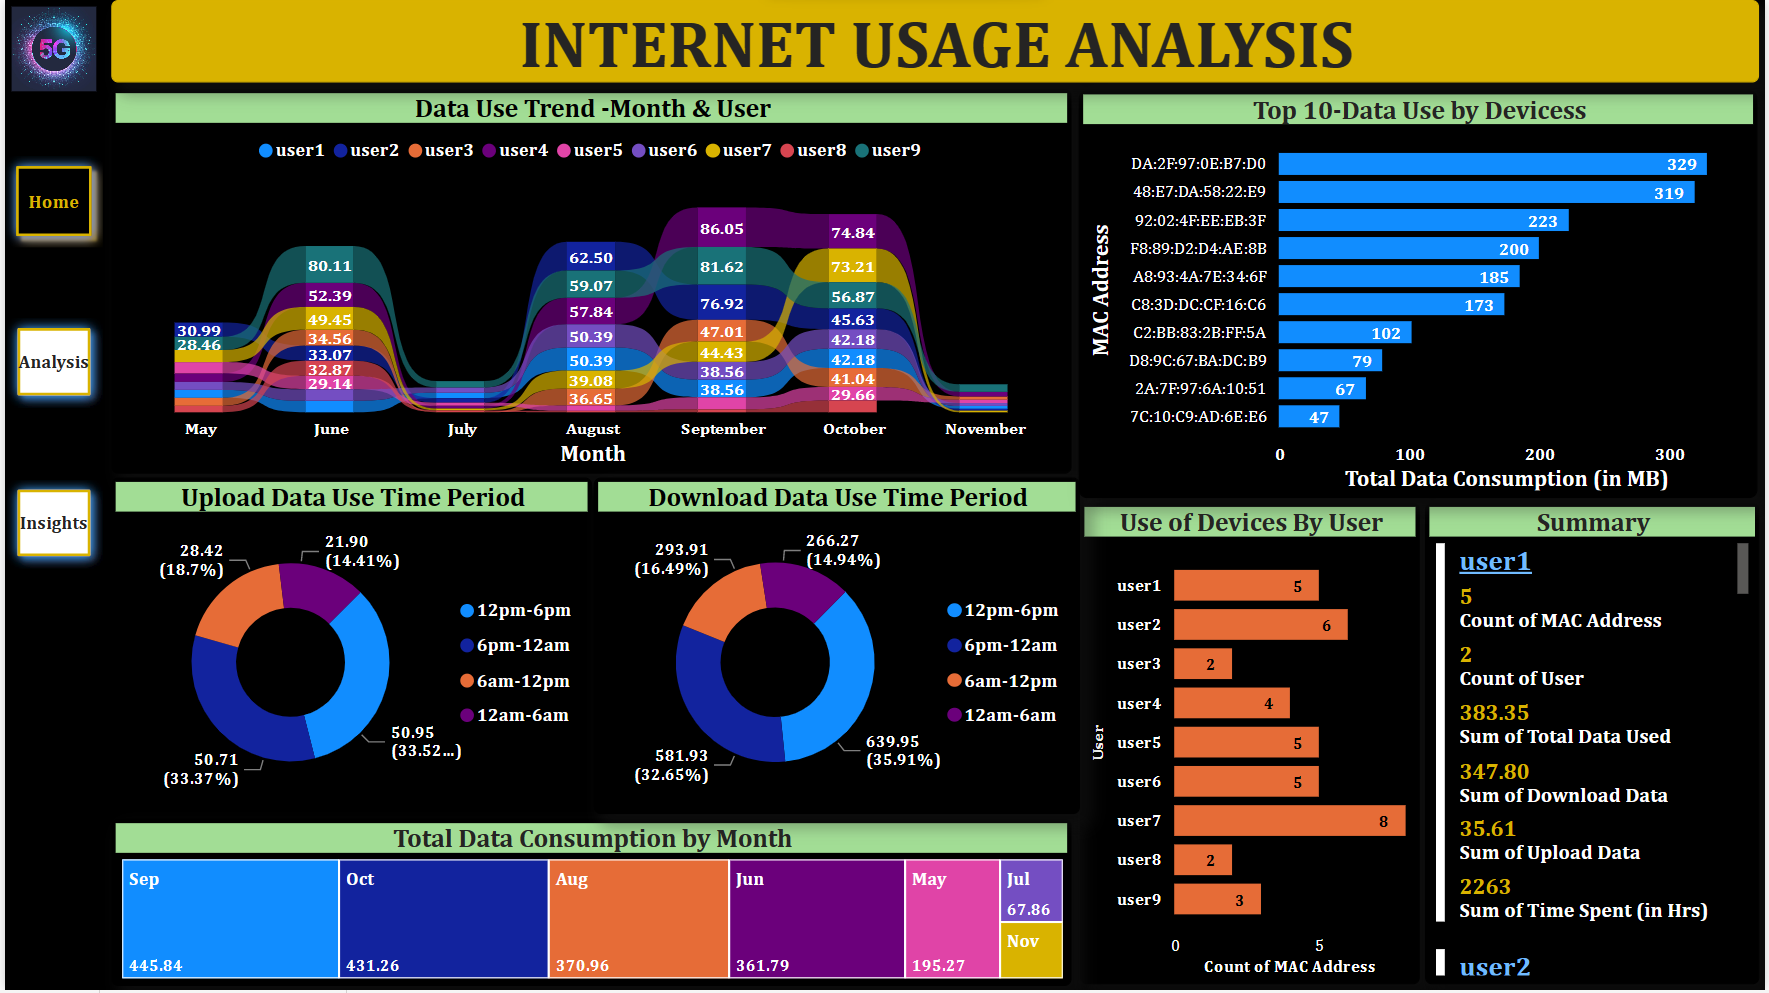 5G
INTERNET USAGE ANALYSIS
Home
Analysis
Insights
Data Use Trend -Month & User
user1 user2 user3 user4 user5 user6 user7 user8 user9
30.99
28.46
80.11
52.39
49.45
34.56
33.07
32.87
29.14
62.50
59.07
57.84
50.39
50.39
39.08
36.65
86.05
81.62
76.92
47.01
44.43
38.56
38.56
74.84
73.21
56.87
45.63
42.18
42.18
41.04
29.66
May June July August September October November
Month
Top 10-Data Use by Devicess
MAC Address
DA:2F:97:0E:B7:D0 329
48:E7:DA:58:22:E9 319
92:02:4F:EE:EB:3F 223
F8:89:D2:D4:AE:8B 200
A8:93:4A:7E:34:6F 185
C8:3D:DC:CF:16:C6 173
C2:BB:83:2B:FF:5A 102
D8:9C:67:BA:DC:B9 79
2A:7F:97:6A:10:51 67
7C:10:C9:AD:6E:E6 47
0 100 200 300
Total Data Consumption (in MB)
Upload Data Use Time Period
28.42
(18.7%)
21.90
(14.41%)
50.71
(33.37%)
50.95
(33.52...)
12pm-6pm
6pm-12am
6am-12pm
12am-6am
Download Data Use Time Period
293.91
(16.49%)
266.27
(14.94%)
581.93
(32.65%)
639.95
(35.91%)
12pm-6pm
6pm-12am
6am-12pm
12am-6am
Total Data Consumption by Month
Sep
445.84
Oct
431.26
Aug
370.96
Jun
361.79
May
195.27
Jul
67.86
Nov
Use of Devices By User
User
user1 5
user2 6
user3 2
user4 4
user5 5
user6 5
user7 8
user8 2
user9 3
0 5
Count of MAC Address
Summary
user1
5
Count of MAC Address
2
Count of User
383.35
Sum of Total Data Used
347.80
Sum of Download Data
35.61
Sum of Upload Data
2263
Sum of Time Spent (in Hrs)
user2